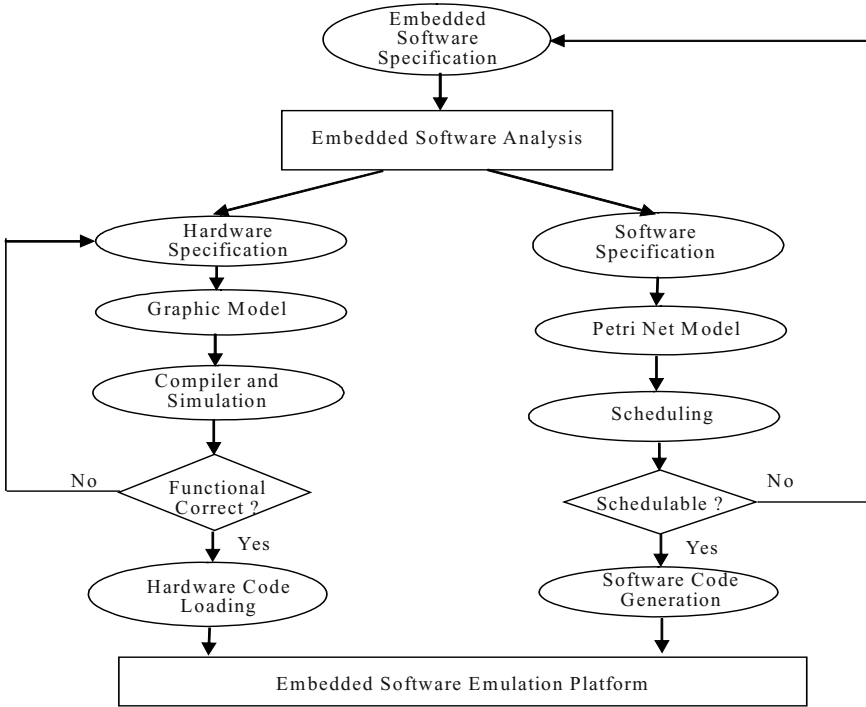 Embedded
Software
Specification
Embedded Software Analysis
Hardware
Specification
Software
Specification
Graphic Model
Petri Net Model
Compiler and
Simulation
Scheduling
No
Functional
Correct ?
Schedulable ?
No
Yes
Yes
Hardware Code
Loading
Software Code
Generation
Embedded Software Emulation Platform